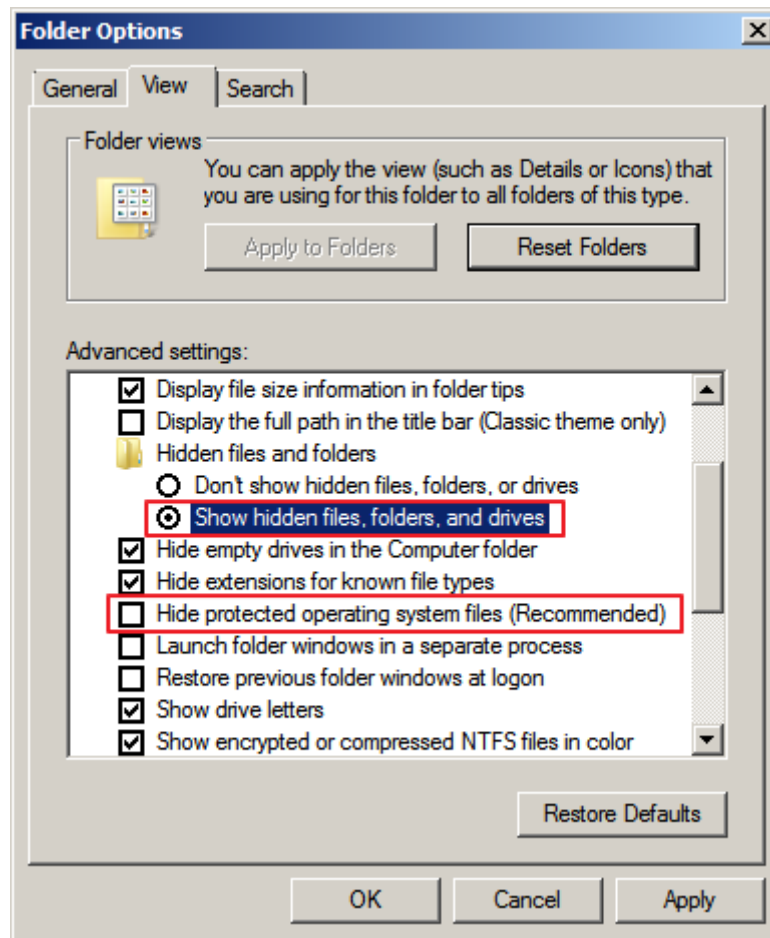 Folder Options
General View Search
Folder views
You can apply the view (such as Details or Icons) that
you are using for this folder to all folders of this type.
Apply to Folders Reset Folders
Advanced settings:
Display file size information in folder tips
Display the full path in the title bar (Classic theme only)
Hidden files and folders
Don't show hidden files, folders, or drives
Show hidden files, folders, and drives
Hide empty drives in the Computer folder
Hide extensions for known file types
Hide protected operating system files (Recommended)
Launch folder windows in a separate process
Restore previous folder windows at logon
Show drive letters
Show encrypted or compressed NTFS files in color
Restore Defaults
OK Cancel Apply